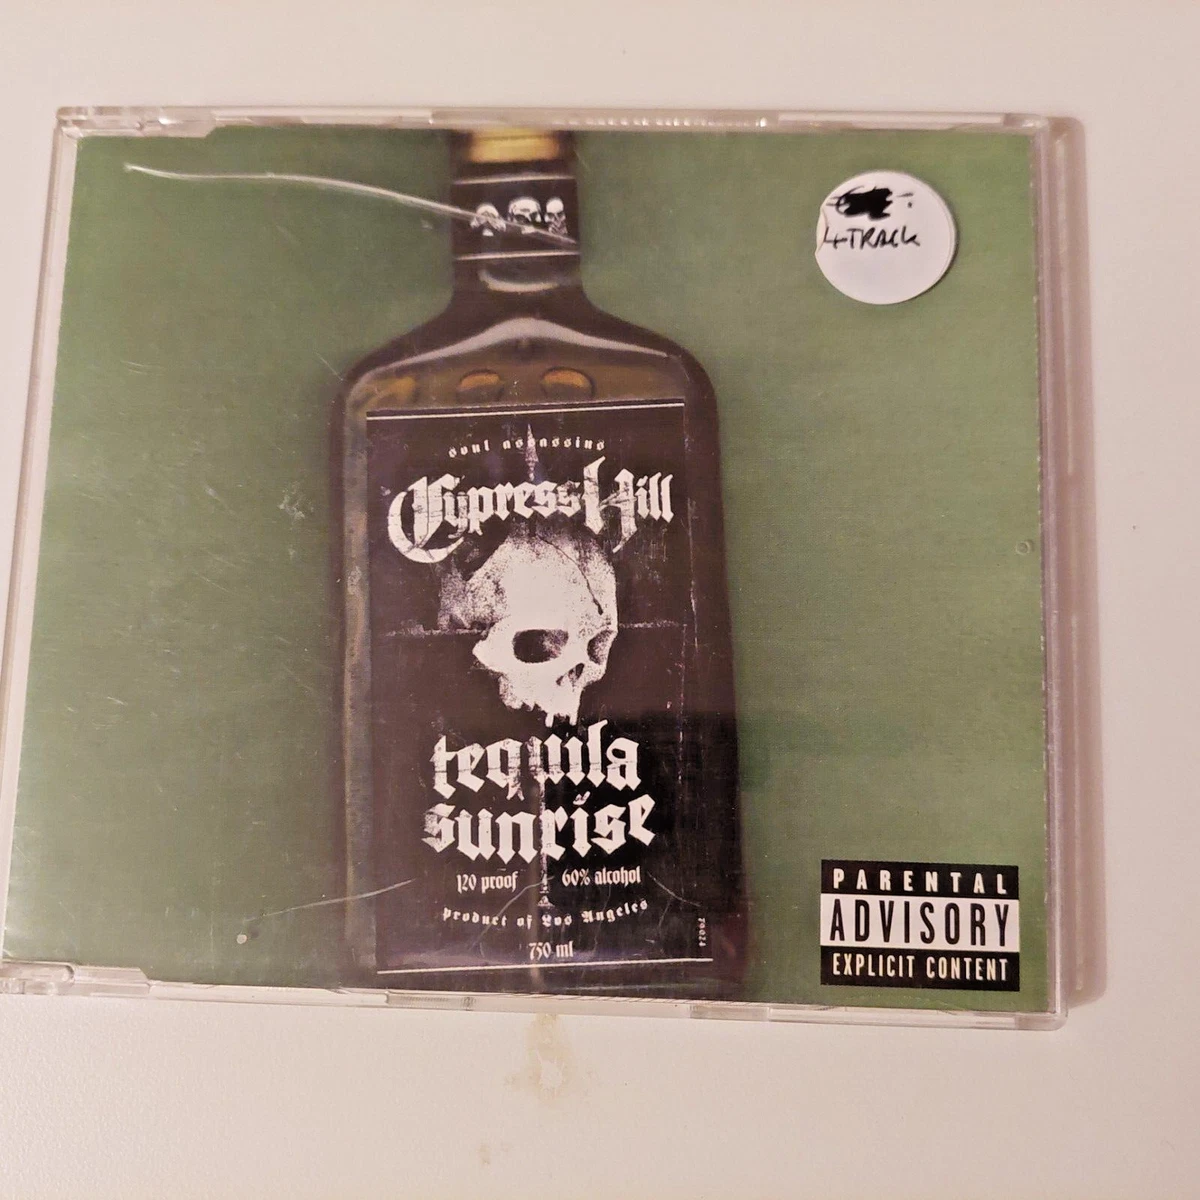 4TRACK
soul assassins
Cypress Hill
tequila
sunrise
120 proof 60% alcohol
product of Los Angeles
750 ml
79024
PARENTAL
ADVISORY
EXPLICIT CONTENT